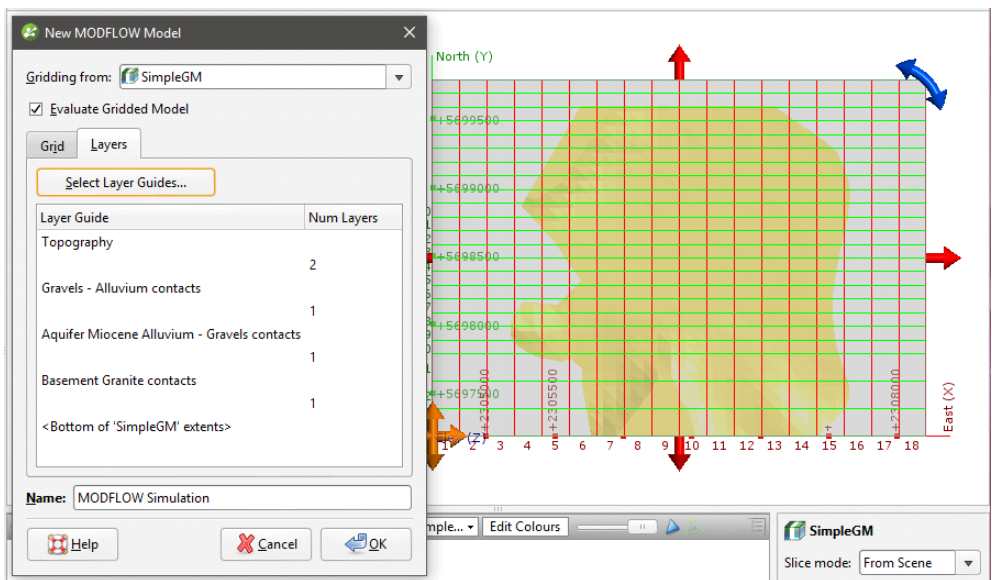 New MODFLOW Model
Gridding from: SimpleGM
Evaluate Gridded Model
Grid Layers
Select Layer Guides...
Layer Guide Num Layers
Topography
2
Gravels - Alluvium contacts
1
Aquifer Miocene Alluvium - Gravels contacts
1
Basement Granite contacts
1
<Bottom of 'SimpleGM' extents>
Name: MODFLOW Simulation
Help Cancel OK
North (Y)
+5699500
+5699000
+5698500
+5698000
+5697500
+2305000
+2305500
+2308000
East (X)
(Z)
1 2 3 4 5 6 7 8 9 10 11 12 13 14 15 16 17 18
Edit Colours
SimpleGM
Slice mode: From Scene